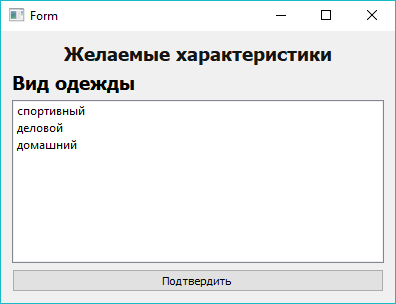 Form
Желаемые характеристики
Вид одежды
спортивный
деловой
домашний
Подтвердить